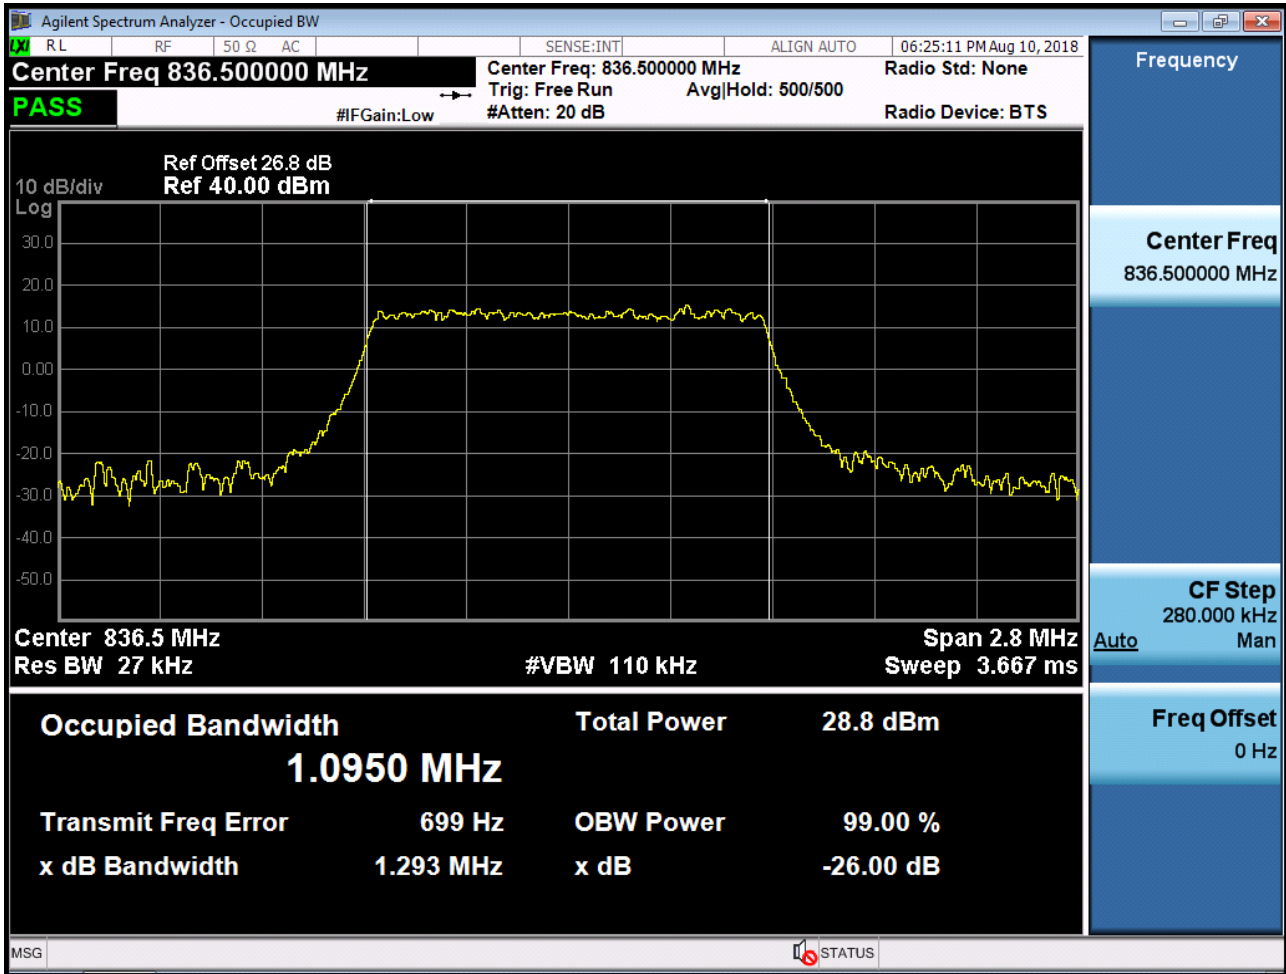 Agilent Spectrum Analyzer - Occupied BW
LXI RL RF 50 Ω AC SENSE:INT ALIGN AUTO 06:25:11 PM Aug 10, 2018
Center Freq 836.500000 MHz
PASS
#IFGain:Low
Center Freq: 836.500000 MHz
Trig: Free Run Avg|Hold: 500/500
#Atten: 20 dB
Radio Std: None
Radio Device: BTS
Ref Offset 26.8 dB
10 dB/div Ref 40.00 dBm
Log
30.0
20.0
10.0
0.00
-10.0
-20.0
-30.0
-40.0
-50.0
Center 836.5 MHz Span 2.8 MHz
Res BW 27 kHz #VBW 110 kHz Sweep 3.667 ms
Occupied Bandwidth Total Power 28.8 dBm
1.0950 MHz
Transmit Freq Error 699 Hz OBW Power 99.00 %
x dB Bandwidth 1.293 MHz x dB -26.00 dB
MSG STATUS
Frequency
Center Freq
836.500000 MHz
CF Step
280.000 kHz
Auto Man
Freq Offset
0 Hz